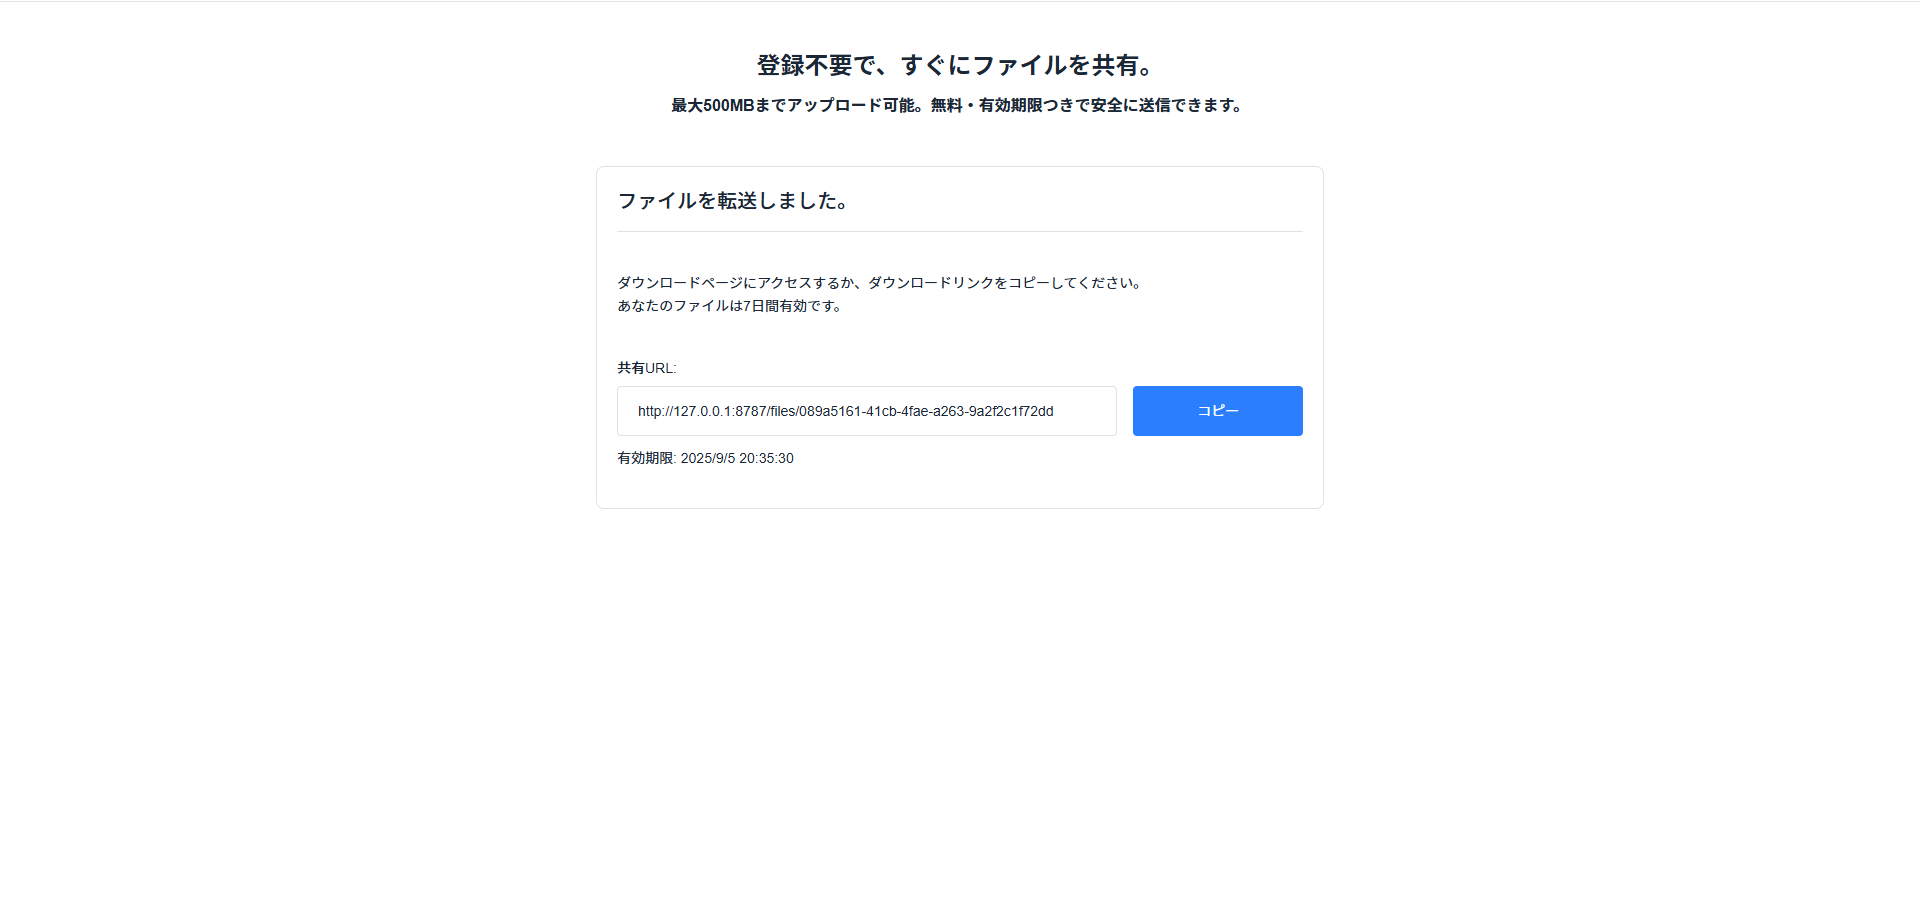 登録不要で、すぐにファイルを共有。
最大500MBまでアップロード可能。無料・有効期限つきで安全に送信できます。
ファイルを転送しました。
ダウンロードページにアクセスするか、ダウンロードリンクをコピーしてください。
あなたのファイルは7日間有効です。
共有URL:
http://127.0.0.1:8787/files/089a5161-41cb-4fae-a263-9a2f2c1f72dd
コピー
有効期限: 2025/9/5 20:35:30